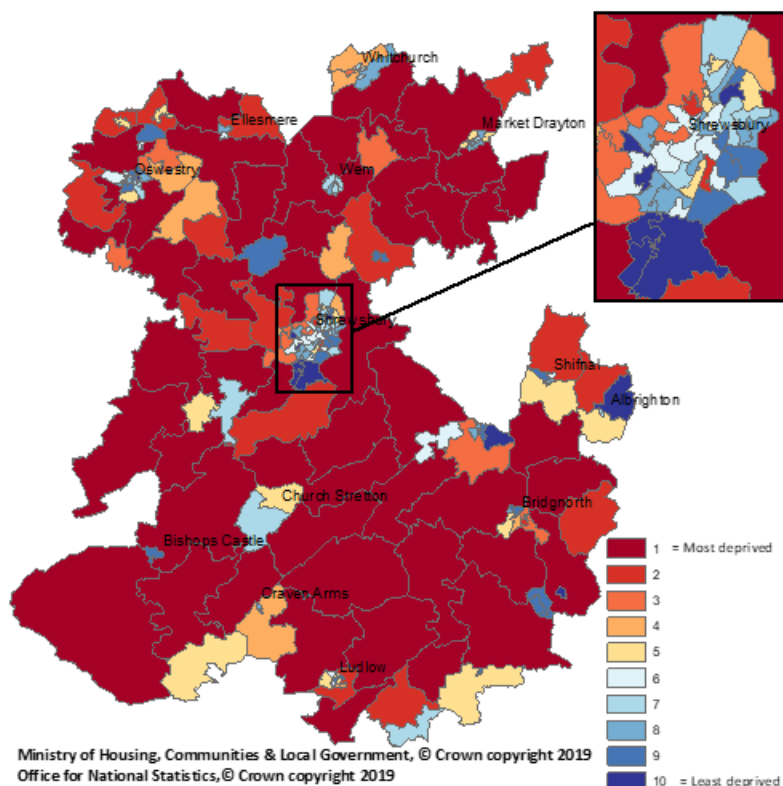 Whitchurch
Ellesmere
Market Drayton
Shrewsbury
Oswestry
Wem
Shrewsbury
Shifnal
Albrighton
Church Stretton
Bridgnorth
Bishops Castle
Craven Arms
Ludlow
1 = Most deprived
2
3
4
5
6
7
8
9
10 = Least deprived
Ministry of Housing, Communities & Local Government, © Crown copyright 2019
Office for National Statistics,© Crown copyright 2019